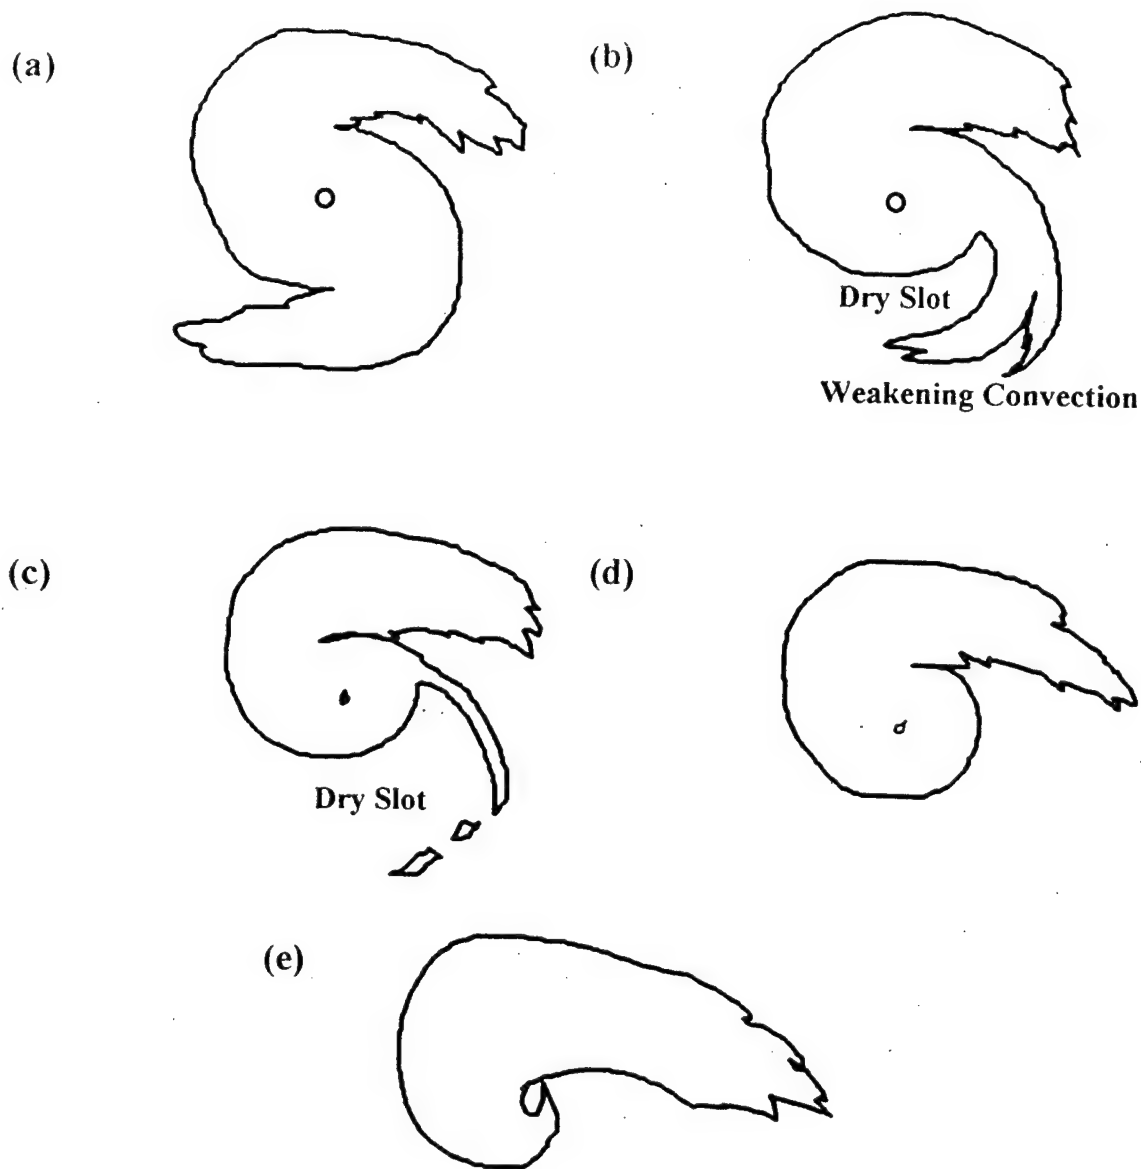 (a)
(b)
Dry Slot
Weakening Convection
(c)
(d)
Dry Slot
(e)